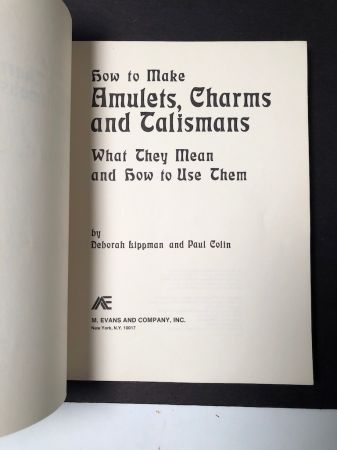 How to Make
Amulets, Charms
and Talismans
What They Mean
and How to Use Them
by
Deborah Lippman and Paul Colin
M. EVANS AND COMPANY, INC.
New York, N.Y. 10017